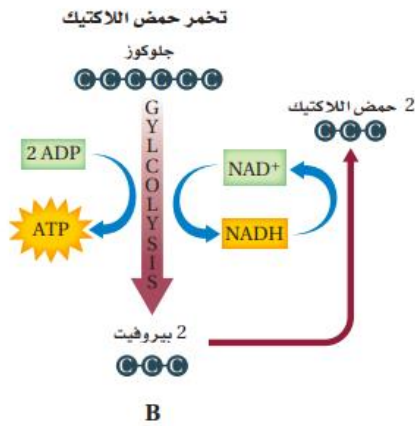 تخمر حمض اللاكتيك
جلوكوز
C-C-C-C-C-C
GYLCOLYSIS
2 حمض اللاكتيك
C-C-C
2 ADP
NAD+
ATP
NADH
2 بيروفيت
C-C-C
B